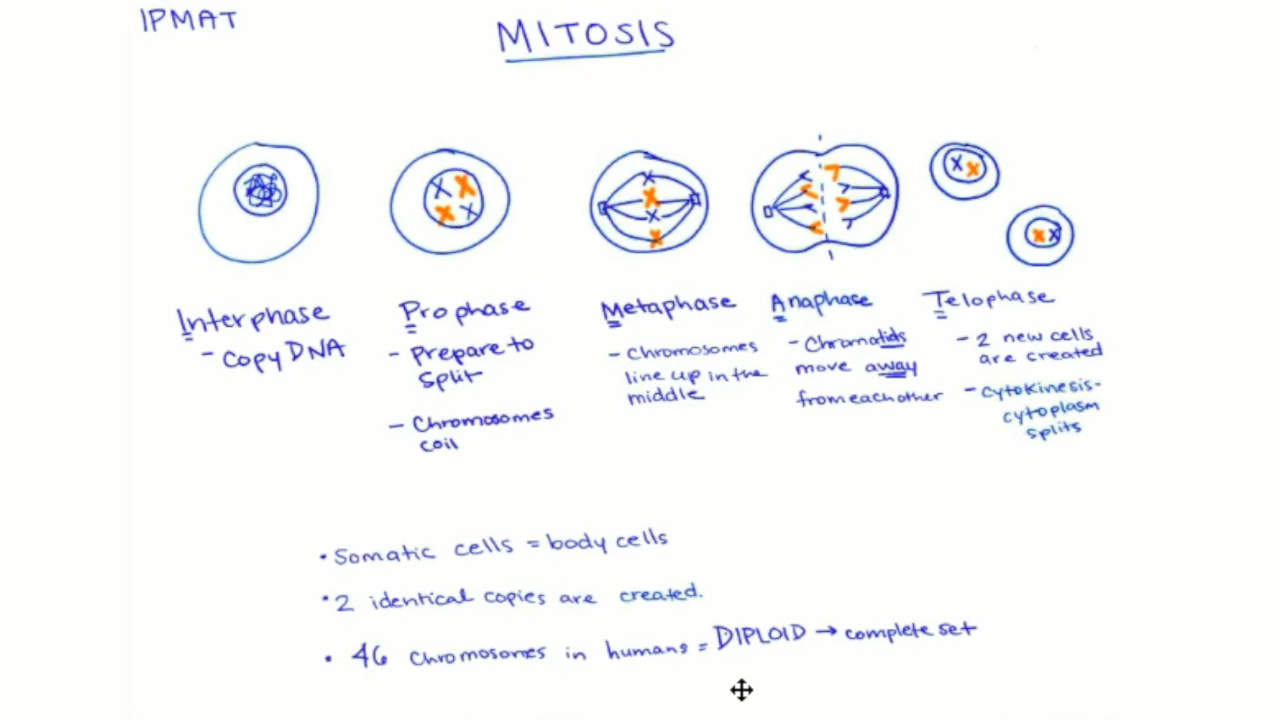 IPMAT
MITOSIS
Interphase
- Copy DNA
Prophase
- Prepare to
split
- Chromosomes
coil
Metaphase
- Chromosomes
line up in the
middle
Anaphase
- Chromatids
move away
from each other
Telophase
- 2 new cells
are created
- Cytokinesis-
cytoplasm
splits
• Somatic cells = body cells
• 2 identical copies are created.
• 46 chromosomes in humans = DIPLOID → complete set